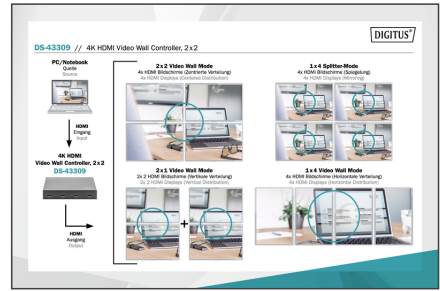 DIGITUS®
DS-43309 // 4K HDMI Video Wall Controller, 2x2
PC/Notebook
Quelle
Source
HDMI
Eingang
Input
4K HDMI
Video Wall Controller, 2x2
DS-43309
HDMI
Ausgang
Output
2x2 Video Wall Mode
4x HDMI Bildschirme (Zentrierte Verteilung)
4x HDMI Displays (Centered Distribution)
1x4 Splitter-Mode
4x HDMI Bildschirme (Spiegelung)
4x HDMI Displays (Mirroring)
2x1 Video Wall Mode
2x 2 HDMI Bildschirme (Vertikale Verteilung)
2x 2 HDMI Displays (Vertical Distribution)
+
1x4 Video Wall Mode
4x HDMI Bildschirme (Horizontale Verteilung)
4x HDMI Displays (Horizontal Distribution)